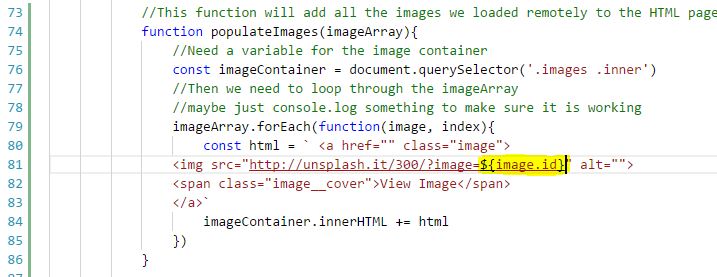 73 //This function will add all the images we loaded remotely to the HTML page
74 function populateImages(imageArray){
75 //Need a variable for the image container
76 const imageContainer = document.querySelector('.images .inner')
77 //Then we need to loop through the imageArray
78 //maybe just console.log something to make sure it is working
79 imageArray.forEach(function(image, index){
80 const html = ` <a href="" class="image">
81 <img src="http://unsplash.it/300/?image=${image.id}" alt="">
82 <span class="image__cover">View Image</span>
83 </a>`
84 imageContainer.innerHTML += html
85 })
86 }